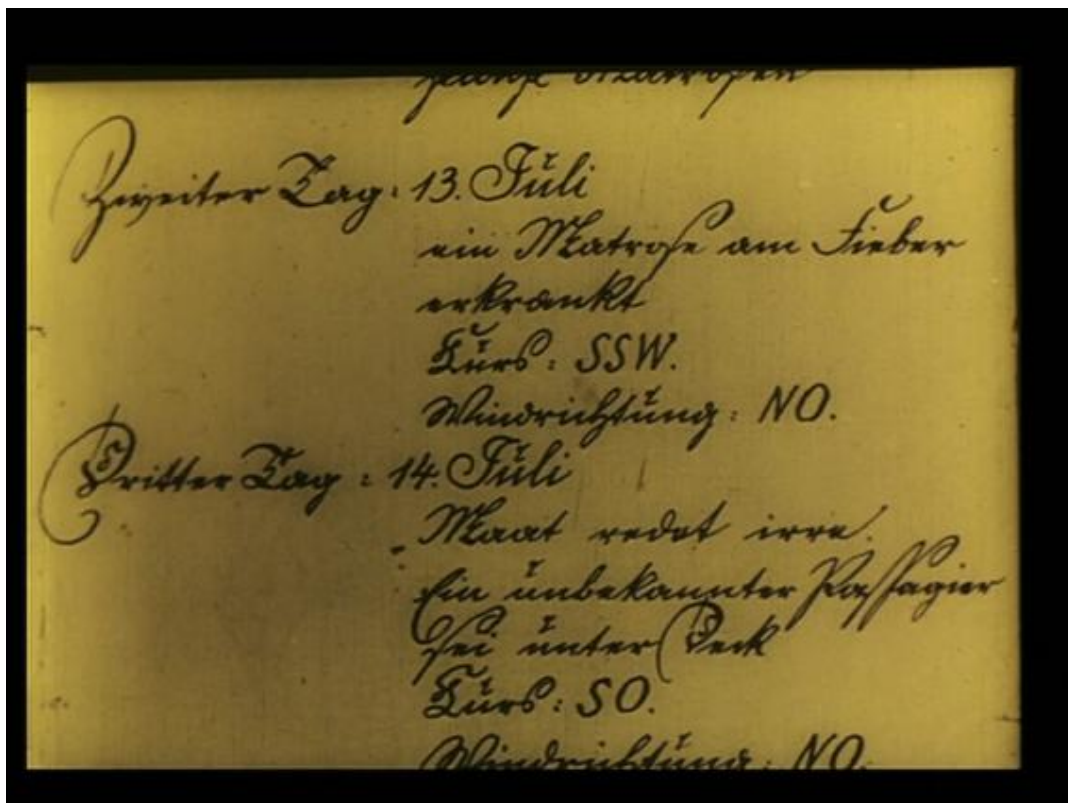 Matrosen
Zweiter Tag: 13. Juli
ein Matrose am Fieber
erkrankt
Kurs: SSW.
Windrichtung: NO.
Dritter Tag: 14. Juli
Maat redet irre.
Ein unbekannter Passagier
sei unter Deck
Kurs: SO.
Windrichtung: NO.